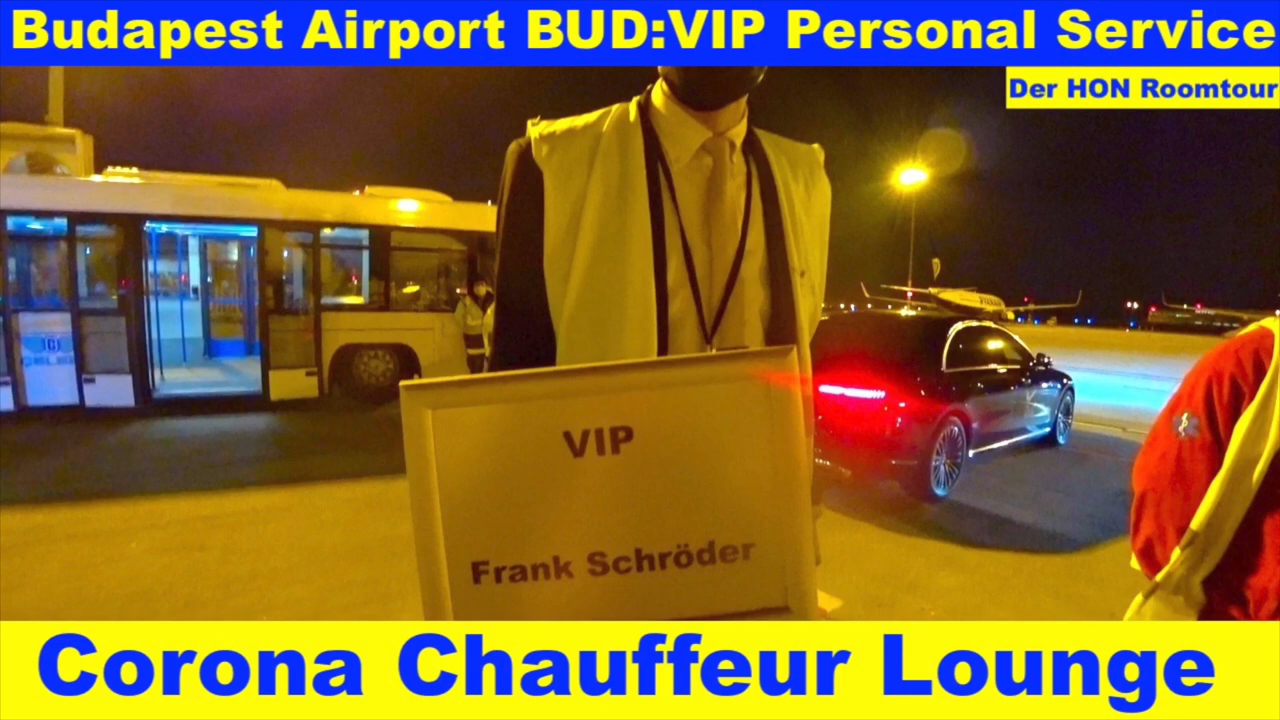 Budapest Airport BUD:VIP Personal Service
Der HON Roomtour
VIP
Frank Schröder
Corona Chauffeur Lounge